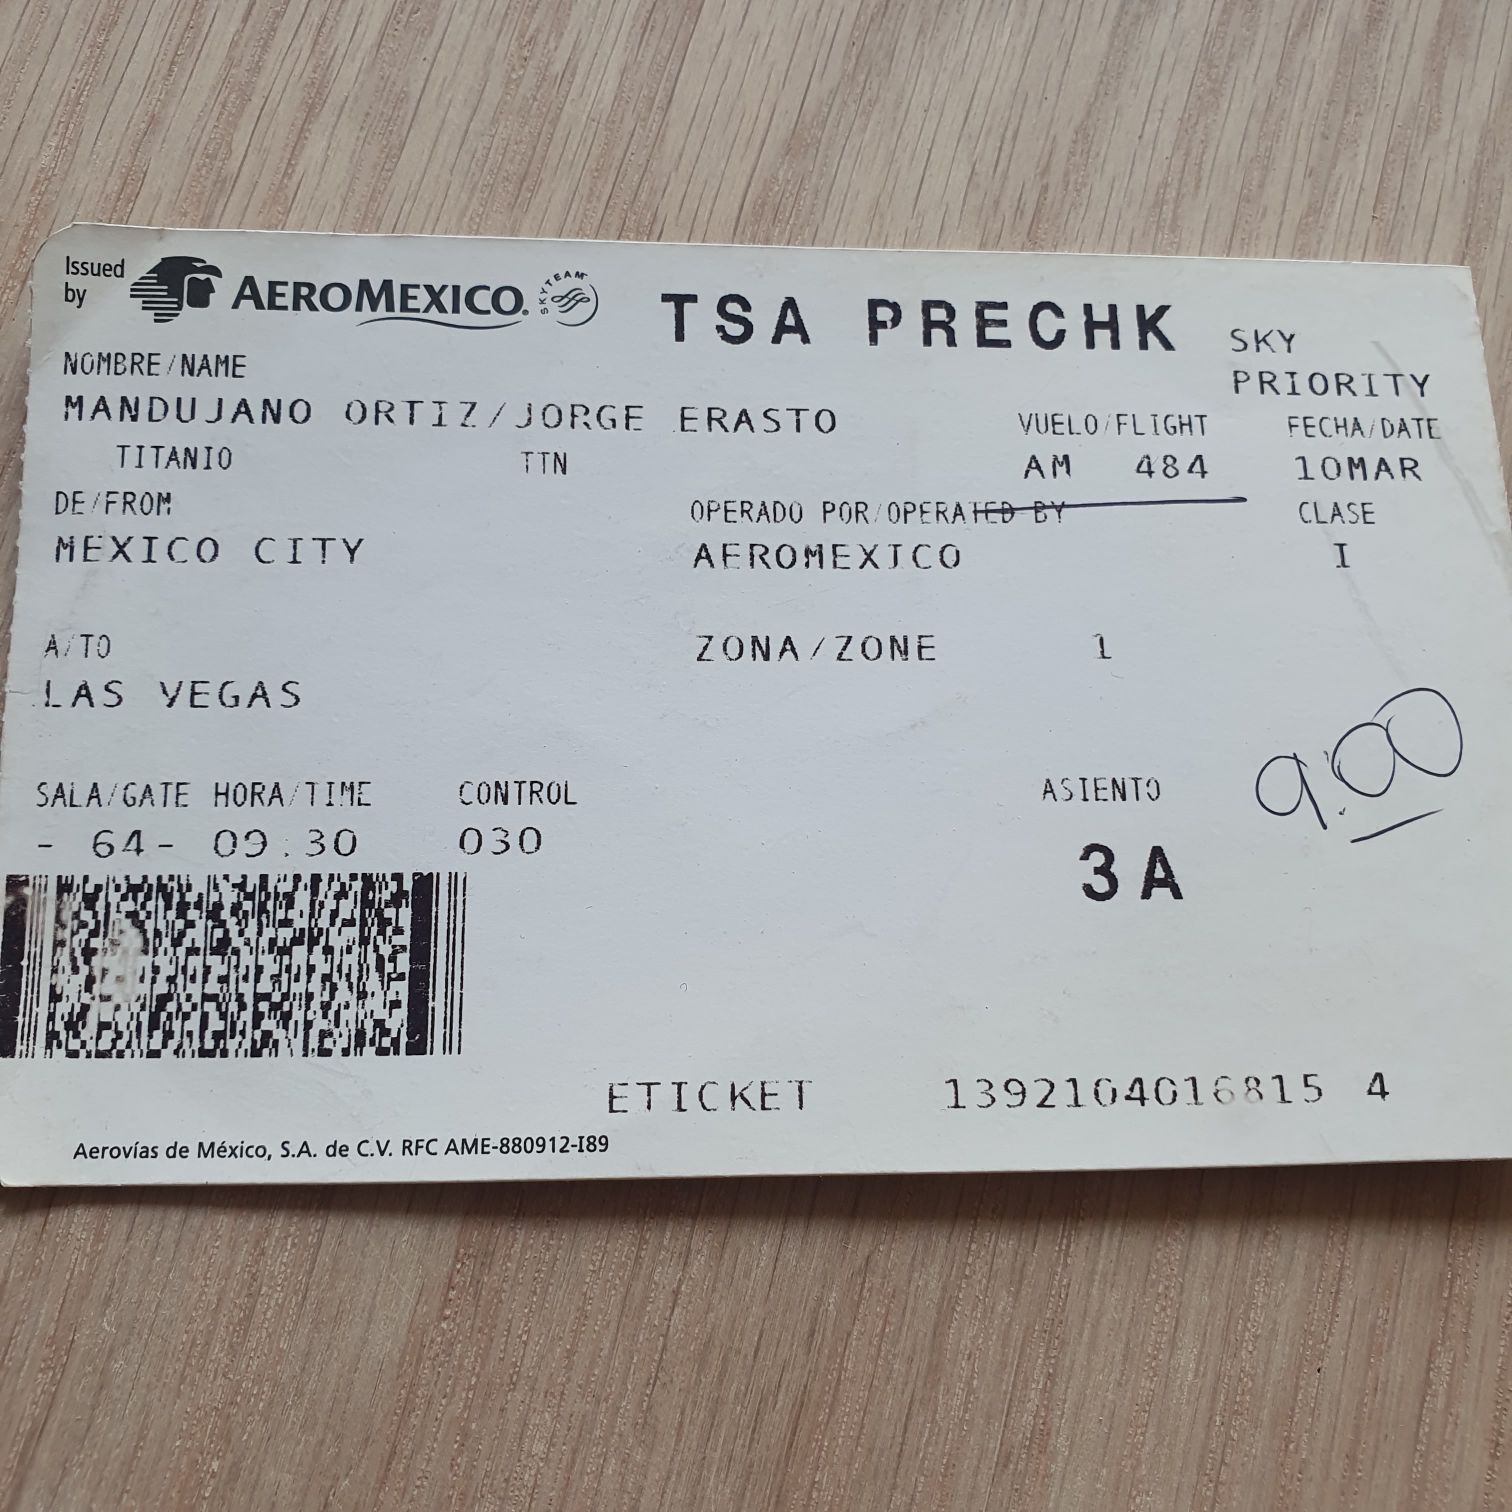 Issued by AEROMEXICO. SKYTEAM TSA PRECHK SKY PRIORITY
NOMBRE/NAME
MANDUJANO ORTIZ/JORGE ERASTO
VUELO/FLIGHT FECHA/DATE
TITANIO TTN AM 484 10MAR
DE/FROM OPERADO POR/OPERATED BY CLASE
MEXICO CITY AEROMEXICO I
A/TO ZONA/ZONE 1
LAS VEGAS
9:00
SALA/GATE HORA/TIME CONTROL ASIENTO
- 64- 09:30 030 3A
ETICKET 1392104016815 4
Aerovías de México, S.A. de C.V. RFC AME-880912-I89